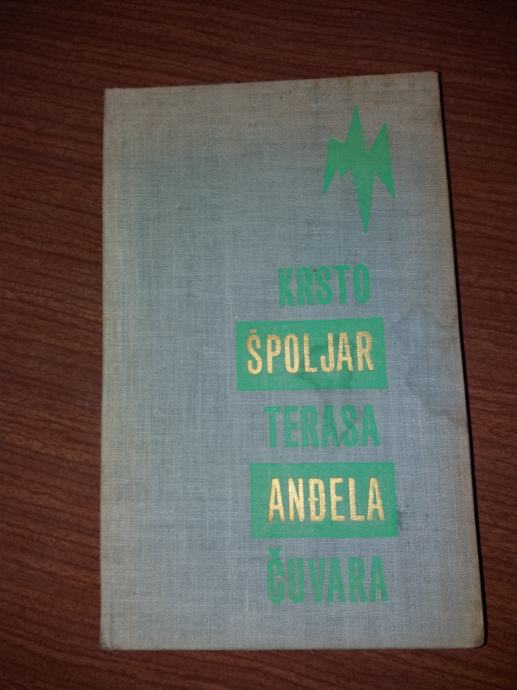 KRSTO
ŠPOLJAR
TERASA
ANĐELA
ČUVARA